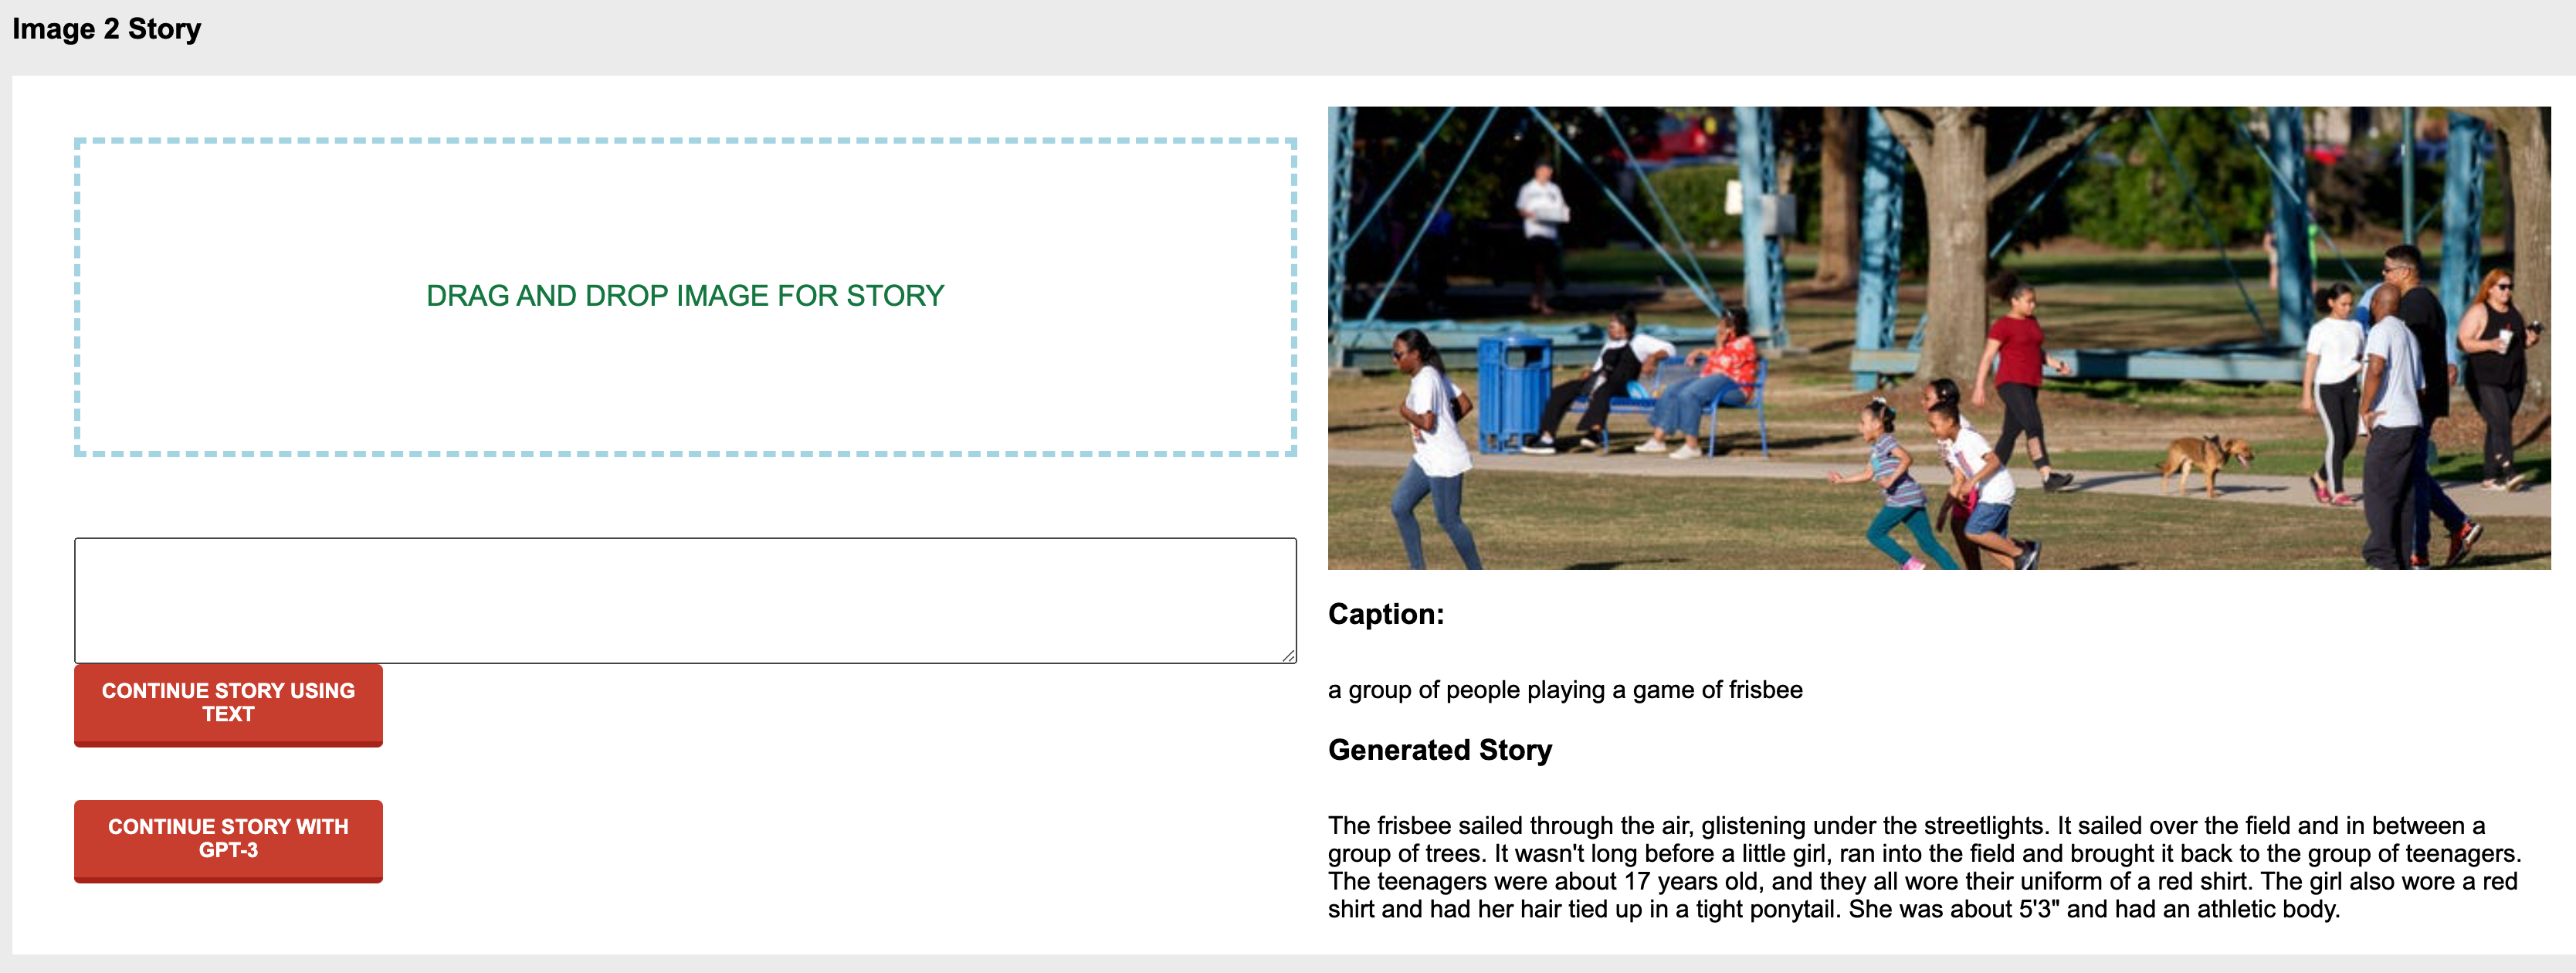 Image 2 Story
DRAG AND DROP IMAGE FOR STORY
CONTINUE STORY USING
TEXT
CONTINUE STORY WITH
GPT-3
Caption:
a group of people playing a game of frisbee
Generated Story
The frisbee sailed through the air, glistening under the streetlights. It sailed over the field and in between a
group of trees. It wasn't long before a little girl, ran into the field and brought it back to the group of teenagers.
The teenagers were about 17 years old, and they all wore their uniform of a red shirt. The girl also wore a red
shirt and had her hair tied up in a tight ponytail. She was about 5'3" and had an athletic body.